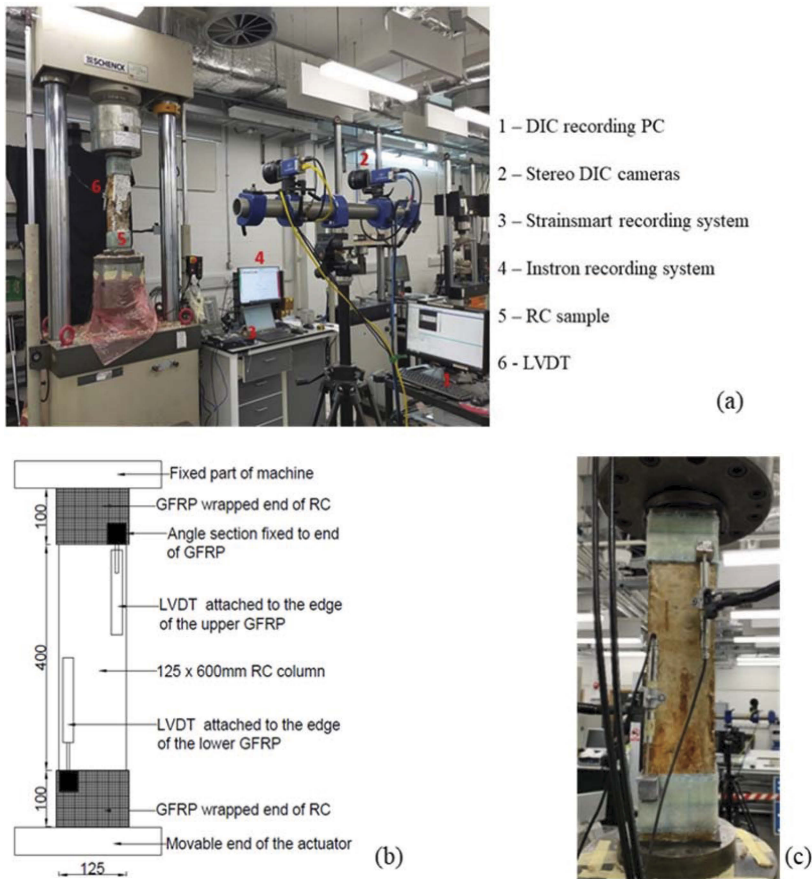 SCHENCK
1 – DIC recording PC
2 – Stereo DIC cameras
3 – Strainsmart recording system
4 – Instron recording system
5 – RC sample
6 - LVDT
2
6
5
4
3
1
(a)
Fixed part of machine
GFRP wrapped end of RC
Angle section fixed to end
of GFRP
LVDT attached to the edge
of the upper GFRP
125 x 600mm RC column
LVDT attached to the edge
of the lower GFRP
GFRP wrapped end of RC
Movable end of the actuator
100
400
100
125
(b)
(c)